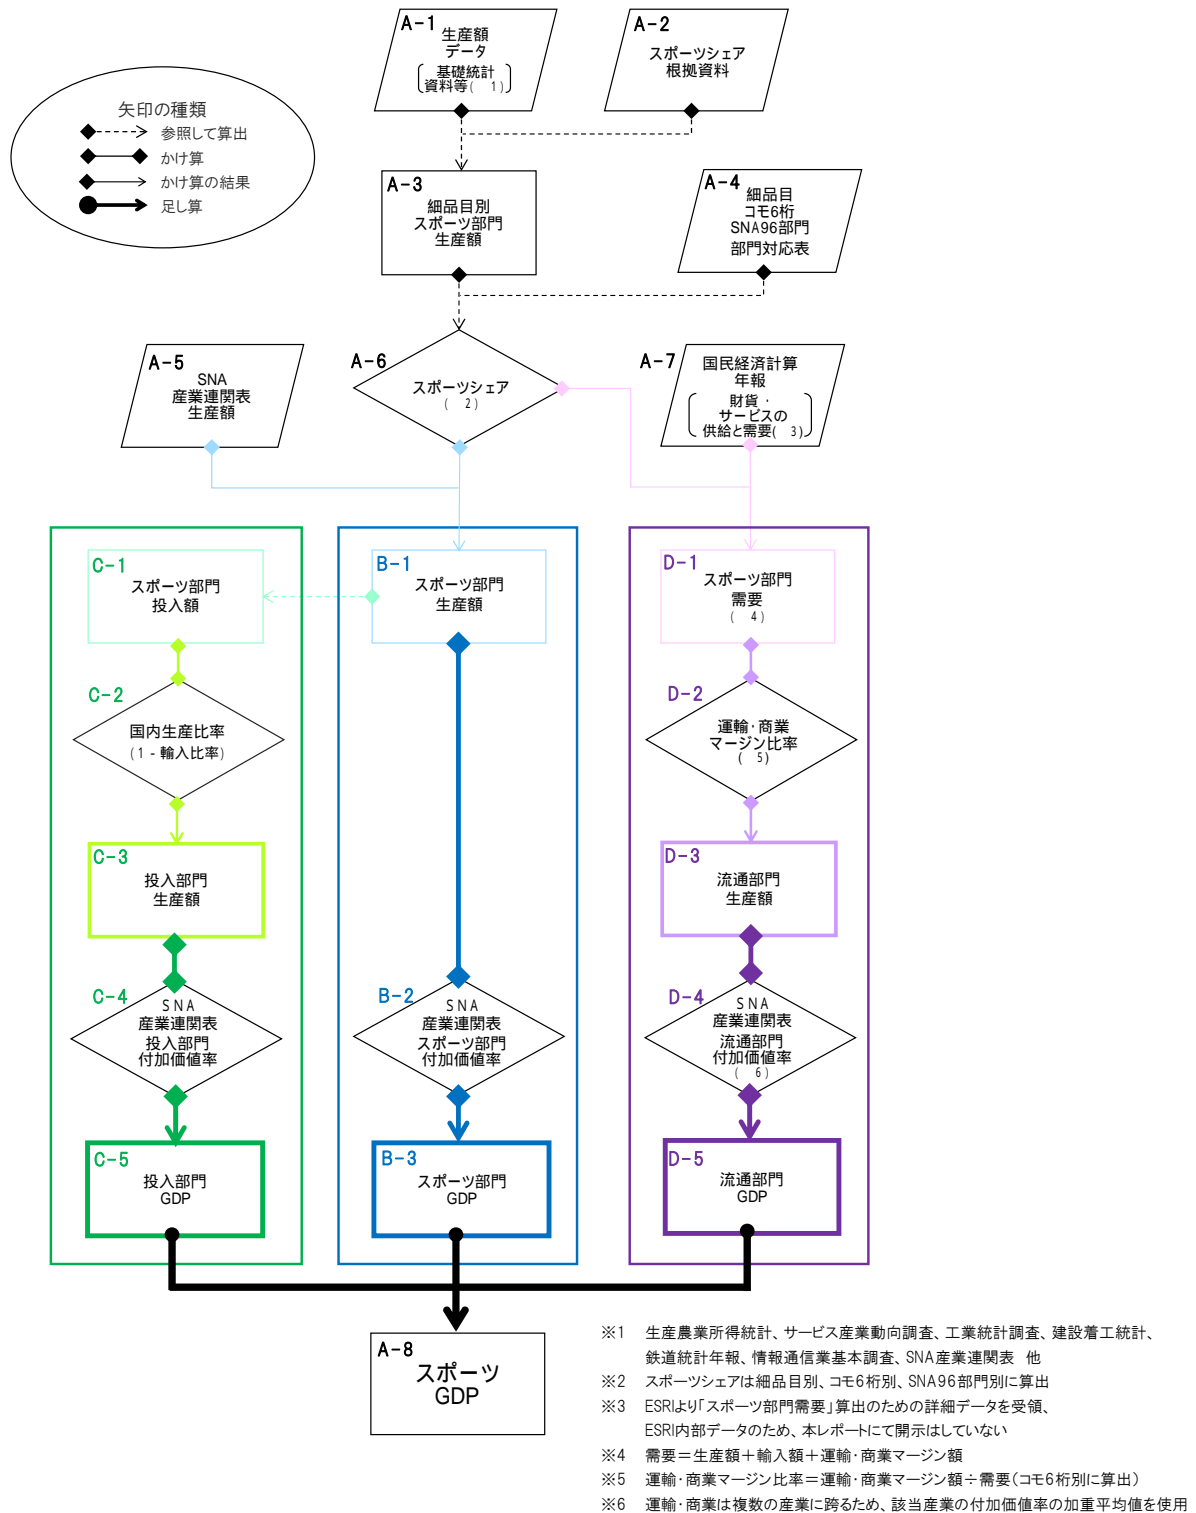 A-1
生産額
データ
基礎統計
資料等( 1)
A-2
スポーツシェア
根拠資料
矢印の種類
参照して算出
かけ算
かけ算の結果
足し算
A-3
細品目別
スポーツ部門
生産額
A-4
細品目
コモ6桁
SNA96部門
部門対応表
A-5
SNA
産業連関表
生産額
A-6
スポーツシェア
( 2)
A-7
国民経済計算
年報
財貨・
サービスの
供給と需要( 3)
C-1
スポーツ部門
投入額
B-1
スポーツ部門
生産額
D-1
スポーツ部門
需要
( 4)
C-2
国内生産比率
(1-輸入比率)
D-2
運輸・商業
マージン比率
( 5)
C-3
投入部門
生産額
D-3
流通部門
生産額
C-4
SNA
産業連関表
投入部門
付加価値率
B-2
SNA
産業連関表
スポーツ部門
付加価値率
D-4
SNA
産業連関表
流通部門
付加価値率
( 6)
C-5
投入部門
GDP
B-3
スポーツ部門
GDP
D-5
流通部門
GDP
A-8
スポーツ
GDP
※1 生産農業所得統計、サービス産業動向調査、工業統計調査、建設着工統計、
鉄道統計年報、情報通信業基本調査、SNA産業連関表 他
※2 スポーツシェアは細品目別、コモ6桁別、SNA96部門別に算出
※3 ESRIより「スポーツ部門需要」算出のための詳細データを受領、
ESRI内部データのため、本レポートにて開示はしていない
※4 需要=生産額+輸入額+運輸・商業マージン額
※5 運輸・商業マージン比率=運輸・商業マージン額÷需要(コモ6桁別に算出)
※6 運輸・商業は複数の産業に跨るため、該当産業の付加価値率の加重平均値を使用